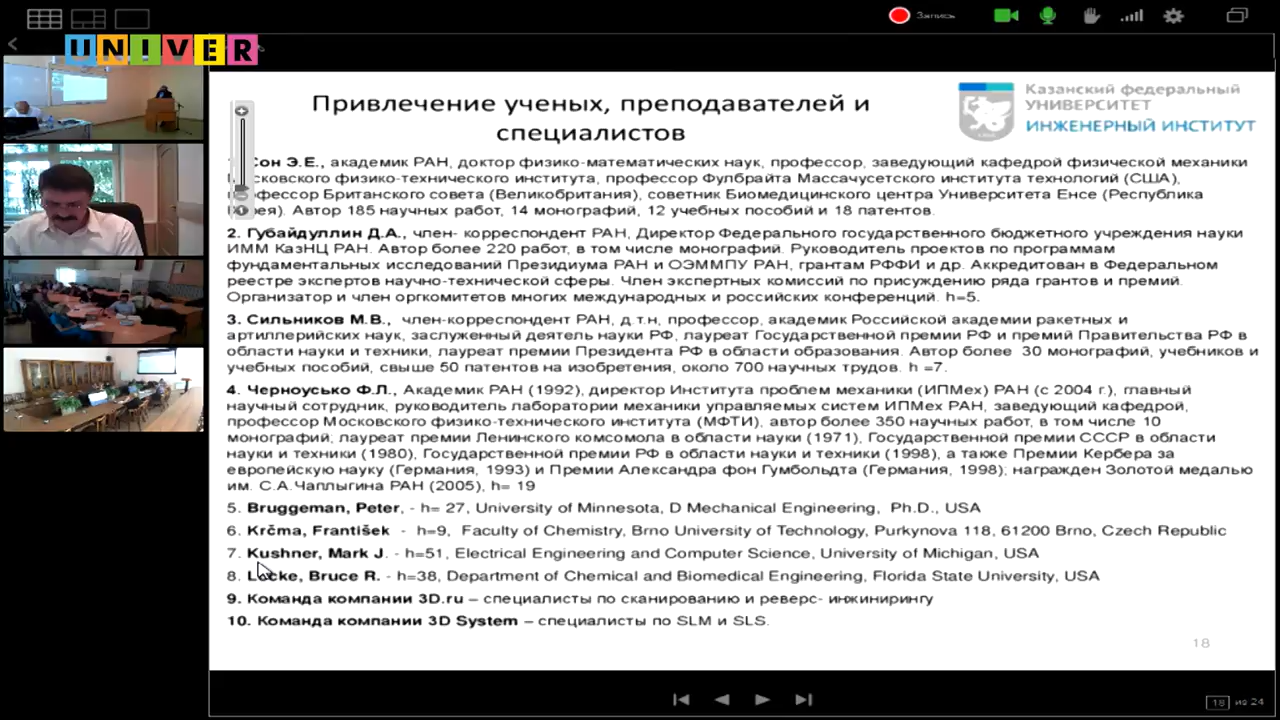 Запись
UNIVER
Привлечение ученых, преподавателей и
специалистов
Казанский федеральный
УНИВЕРСИТЕТ
ИНЖЕНЕРНЫЙ ИНСТИТУТ
Сон Э.Е., академик РАН, доктор физико-математических наук, профессор, заведующий кафедрой физической механики
Московского физико-технического института, профессор Фулбрайта Массачусетского института технологий (США),
профессор Британского совета (Великобритания), советник Биомедицинского центра Университета Енсе (Республика
Корея). Автор 185 научных работ, 14 монографий, 12 учебных пособий и 18 патентов.
2. Губайдуллин Д.А., член- корреспондент РАН, Директор Федерального государственного бюджетного учреждения науки
ИММ КазНЦ РАН. Автор более 220 работ, в том числе монографий. Руководитель проектов по программам
фундаментальных исследований Президиума РАН и ОЭММПУ РАН, грантам РФФИ и др. Аккредитован в Федеральном
реестре экспертов научно-технической сферы. Член экспертных комиссий по присуждению ряда грантов и премий.
Организатор и член оргкомитетов многих международных и российских конференций. h=5.
3. Сильников М.В., член-корреспондент РАН, д.т.н, профессор, академик Российской академии ракетных и
артиллерийских наук, заслуженный деятель науки РФ, лауреат Государственной премии РФ и премий Правительства РФ в
области науки и техники, лауреат премии Президента РФ в области образования. Автор более 30 монографий, учебников и
учебных пособий, свыше 50 патентов на изобретения, около 700 научных трудов. h =7.
4. Черноусько Ф.Л., Академик РАН (1992), директор Института проблем механики (ИПМех) РАН (с 2004 г.), главный
научный сотрудник, руководитель лаборатории механики управляемых систем ИПМех РАН, заведующий кафедрой,
профессор Московского физико-технического института (МФТИ), автор более 350 научных работ, в том числе 10
монографий; лауреат премии Ленинского комсомола в области науки (1971), Государственной премии СССР в области
науки и техники (1980), Государственной премии РФ в области науки и техники (1998), а также Премии Кербера за
европейскую науку (Германия, 1993) и Премии Александра фон Гумбольдта (Германия, 1998); награжден Золотой медалью
им. С.А.Чаплыгина РАН (2005), h= 19
5. Bruggeman, Peter, - h= 27, University of Minnesota, D Mechanical Engineering, Ph.D., USA
6. Krčma, František - h=9, Faculty of Chemistry, Brno University of Technology, Purkynova 118, 61200 Brno, Czech Republic
7. Kushner, Mark J. - h=51, Electrical Engineering and Computer Science, University of Michigan, USA
8. Locke, Bruce R. - h=38, Department of Chemical and Biomedical Engineering, Florida State University, USA
9. Команда компании 3D.ru – специалисты по сканированию и реверс- инжинирингу
10. Команда компании 3D System – специалисты по SLM и SLS.
18
18 из 24